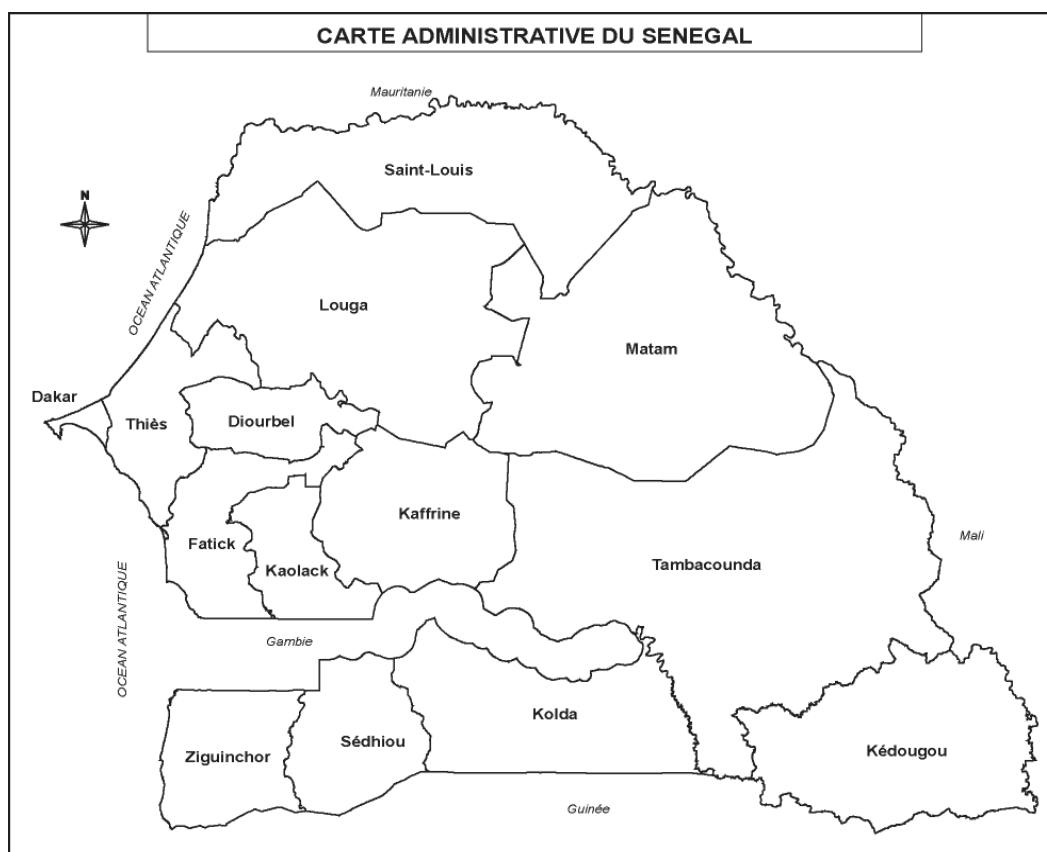 CARTE ADMINISTRATIVE DU SENEGAL
Mauritanie
Saint-Louis
N
OCEAN ATLANTIQUE
Louga
Matam
Dakar
Thiès
Diourbel
Kaffrine
Fatick
Kaolack
Tambacounda
Mali
OCEAN ATLANTIQUE
Gambie
Kolda
Sédhiou
Ziguinchor
Kédougou
Guinée